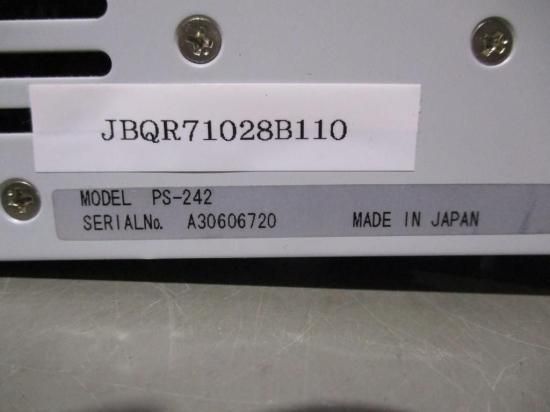 JBQR71028B110
MODEL PS-242
SERIALNo. A30606720 MADE IN JAPAN